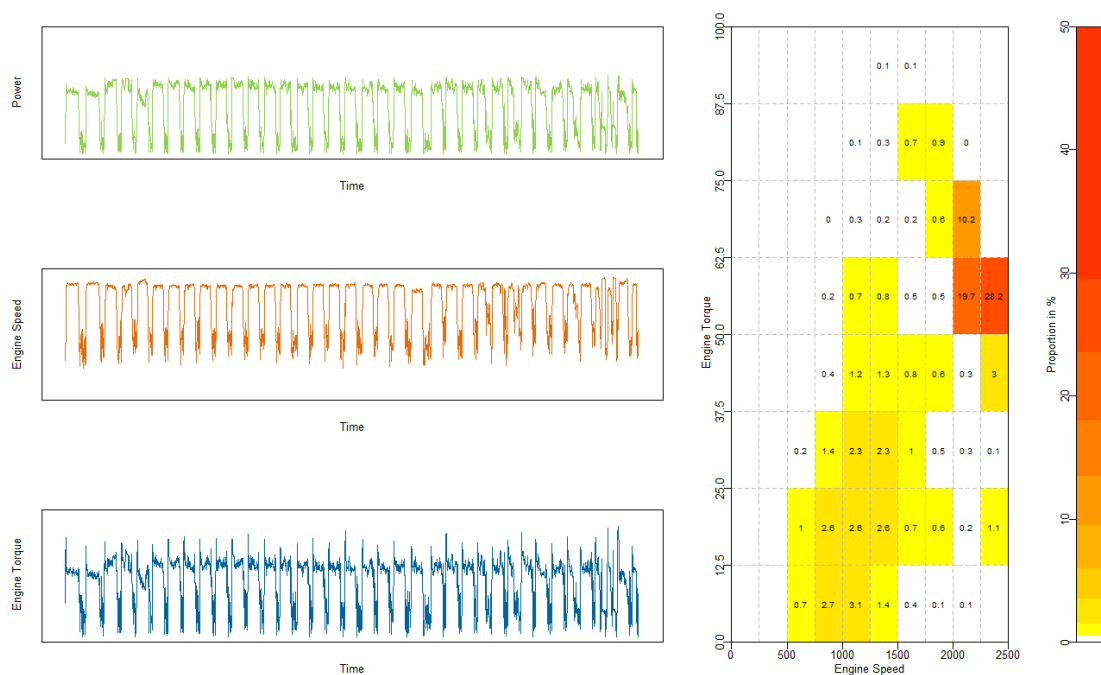 Power
Time
Engine Speed
Time
Engine Torque
Time
Engine Torque
100.0
87.5
75.0
62.5
50.0
37.5
25.0
12.5
0.0
0.1 0.1
0.1 0.3 0.7 0.9 0
0 0.3 0.2 0.2 0.6 10.2
0.2 0.7 0.8 0.5 0.5 19.7 28.2
0.4 1.2 1.3 0.8 0.6 0.3 3
0.2 1.4 2.3 2.3 1 0.5 0.3 0.1
1 2.6 2.6 2.6 0.7 0.6 0.2 1.1
0.7 2.7 3.1 1.4 0.4 0.1 0.1
0 500 1000 1500 2000 2500
Engine Speed
Proportion in %
50
40
30
20
10
0